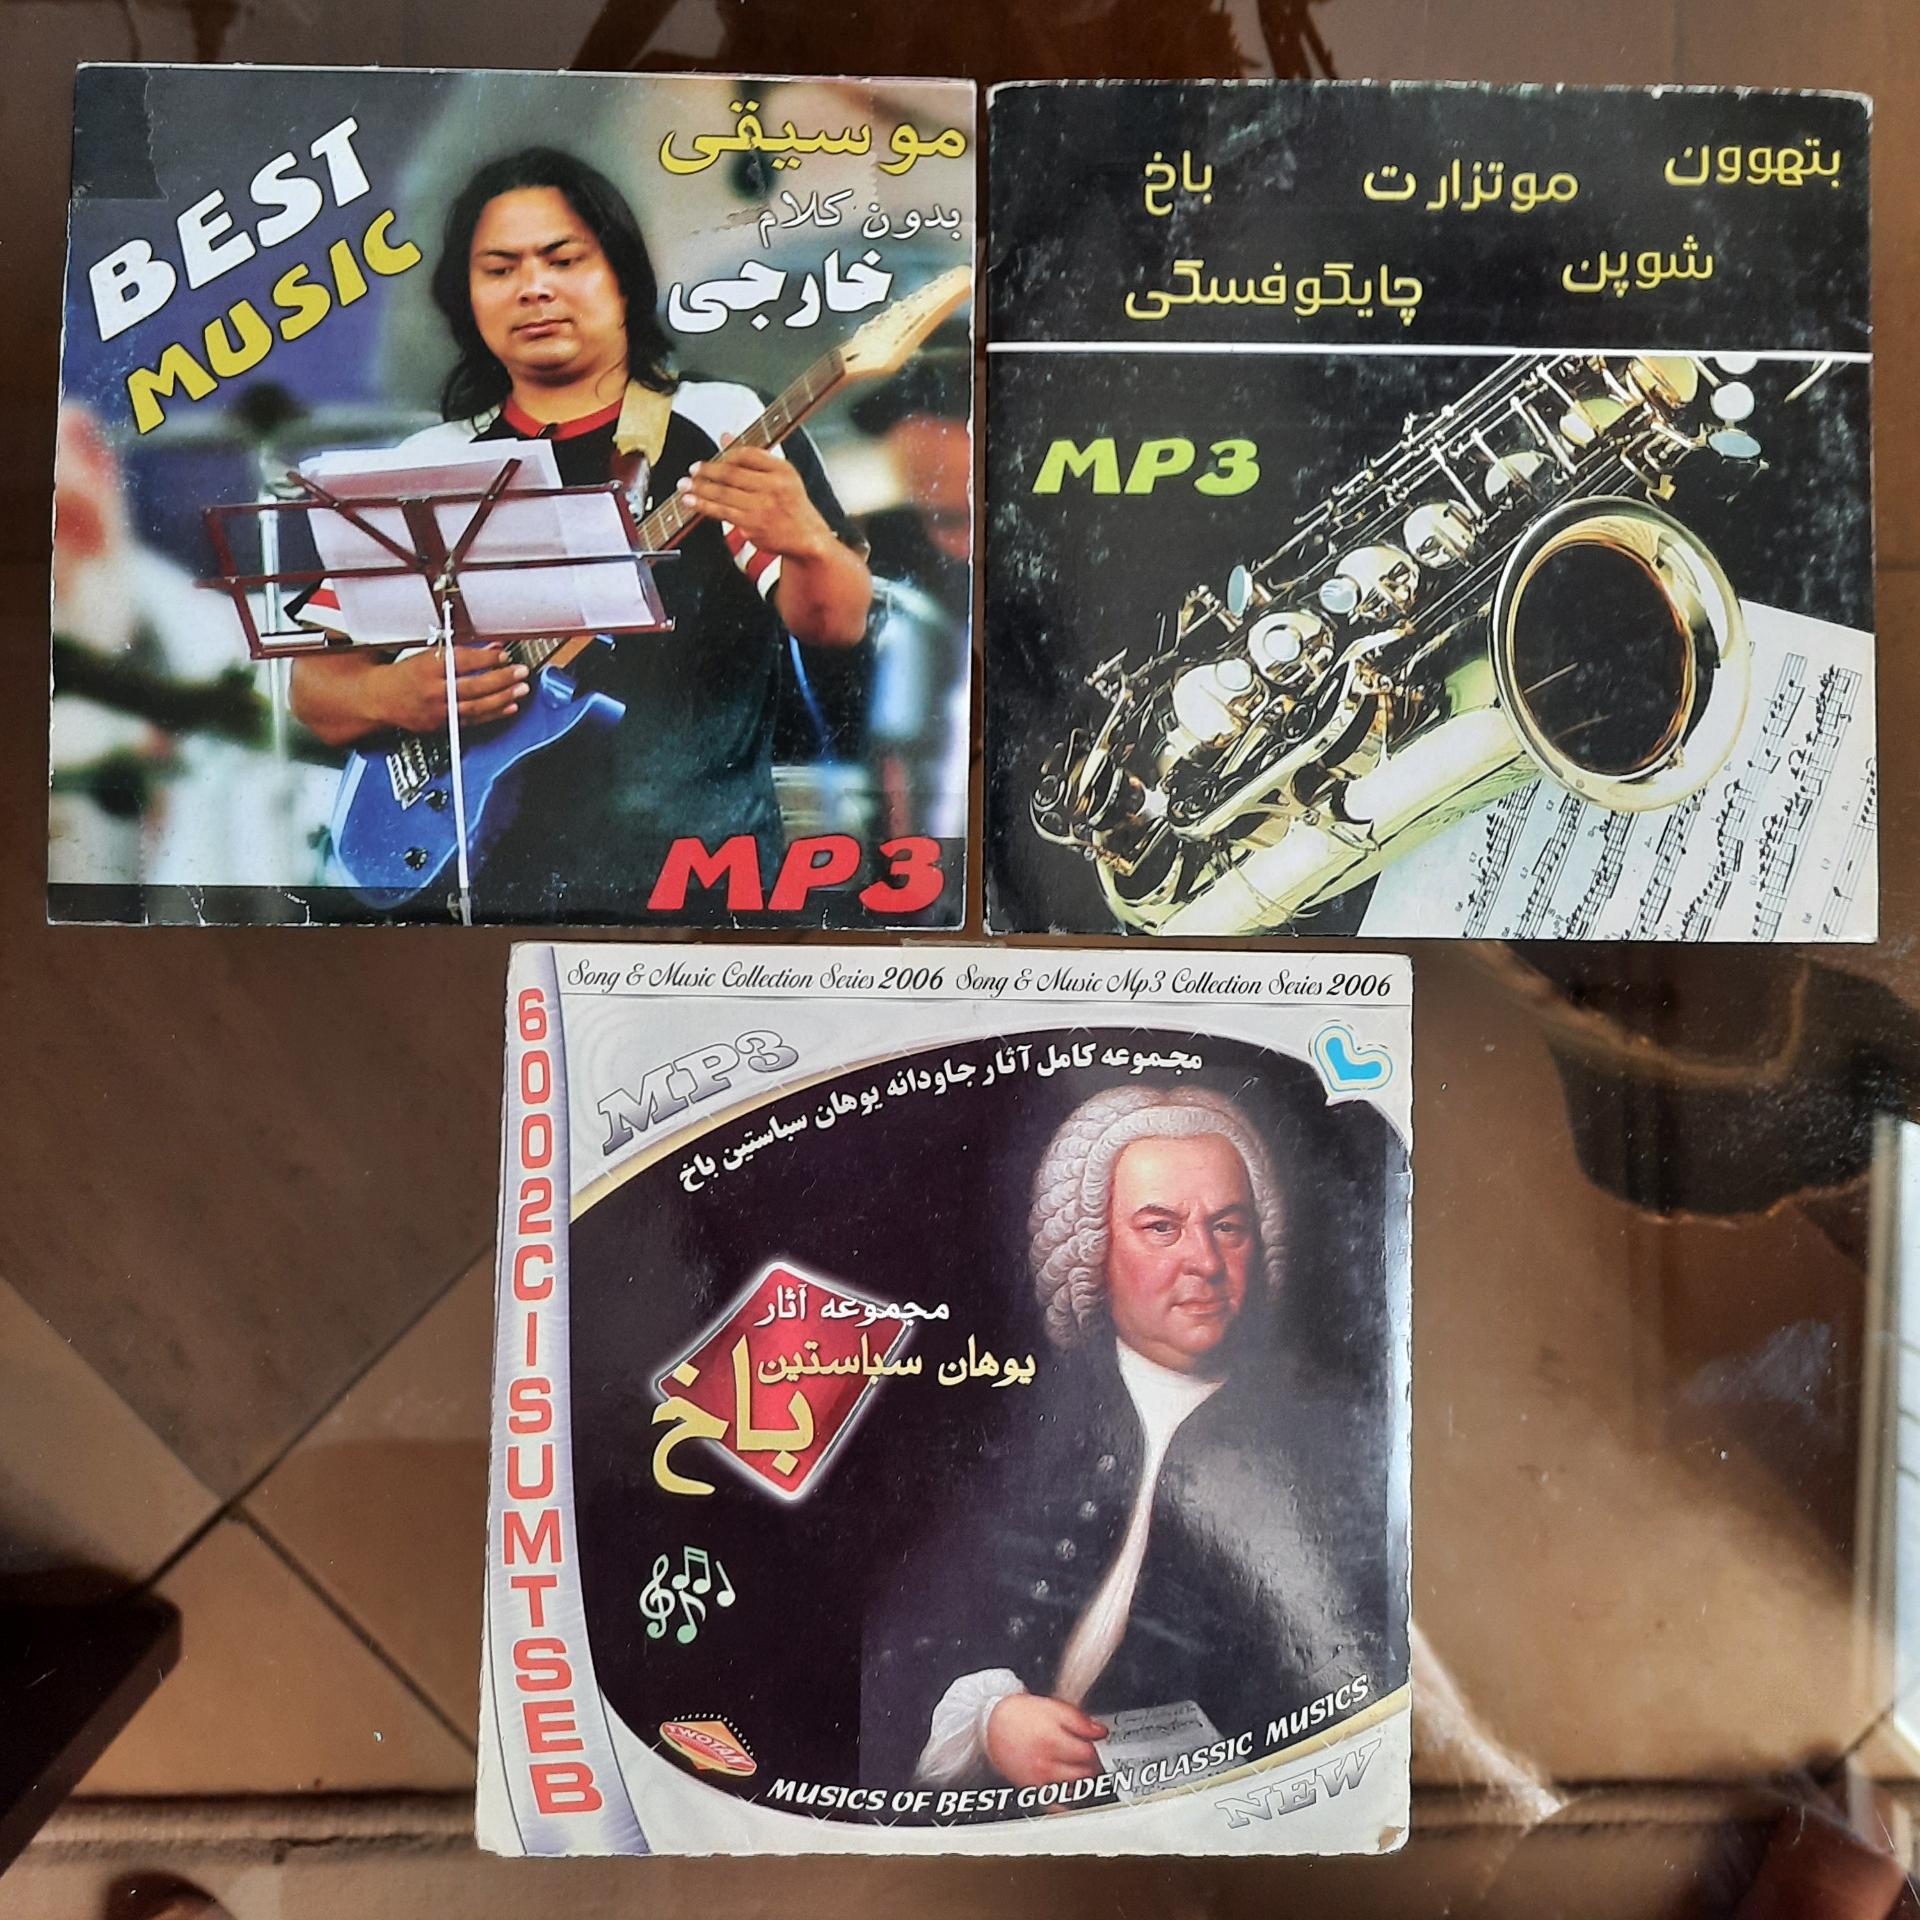 BEST
MUSIC
موسیقی
بدون کلام
خارجی
MP3
بتهوون موتزارت باخ
شوپن چایکوفسکی
MP3
Song & Music Collection Series 2006 Song & Music Mp3 Collection Series 2006
6002CISUMTSEB
MP3
مجموعه کامل آثار جاودانه یوهان سباستین باخ
مجموعه آثار
یوهان سباستین
باخ
TWOTAN
MUSICS OF BEST GOLDEN CLASSIC MUSICS
NEW